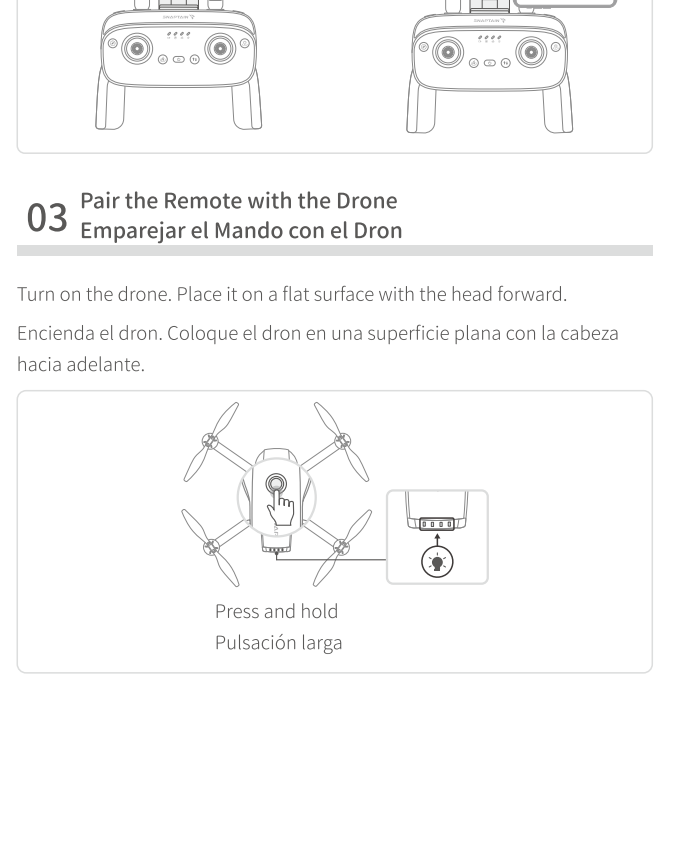 SNAPTAIN
SNAPTAIN
03
Pair the Remote with the Drone
Emparejar el Mando con el Dron
Turn on the drone. Place it on a flat surface with the head forward.
Encienda el dron. Coloque el dron en una superficie plana con la cabeza
hacia adelante.
Press and hold
Pulsación larga